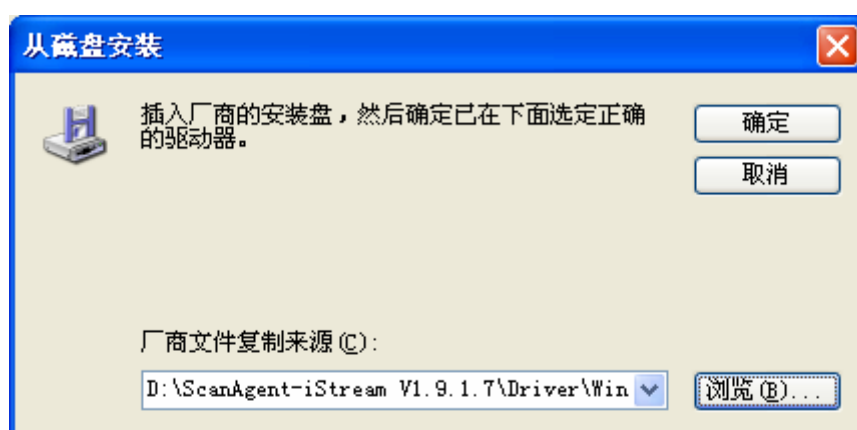 从磁盘安装
插入厂商的安装盘，然后确定已在下面选定正确
的驱动器。
确定
取消
厂商文件复制来源(C):
D:\ScanAgent-iStream V1.9.1.7\Driver\Win
浏览(B)...